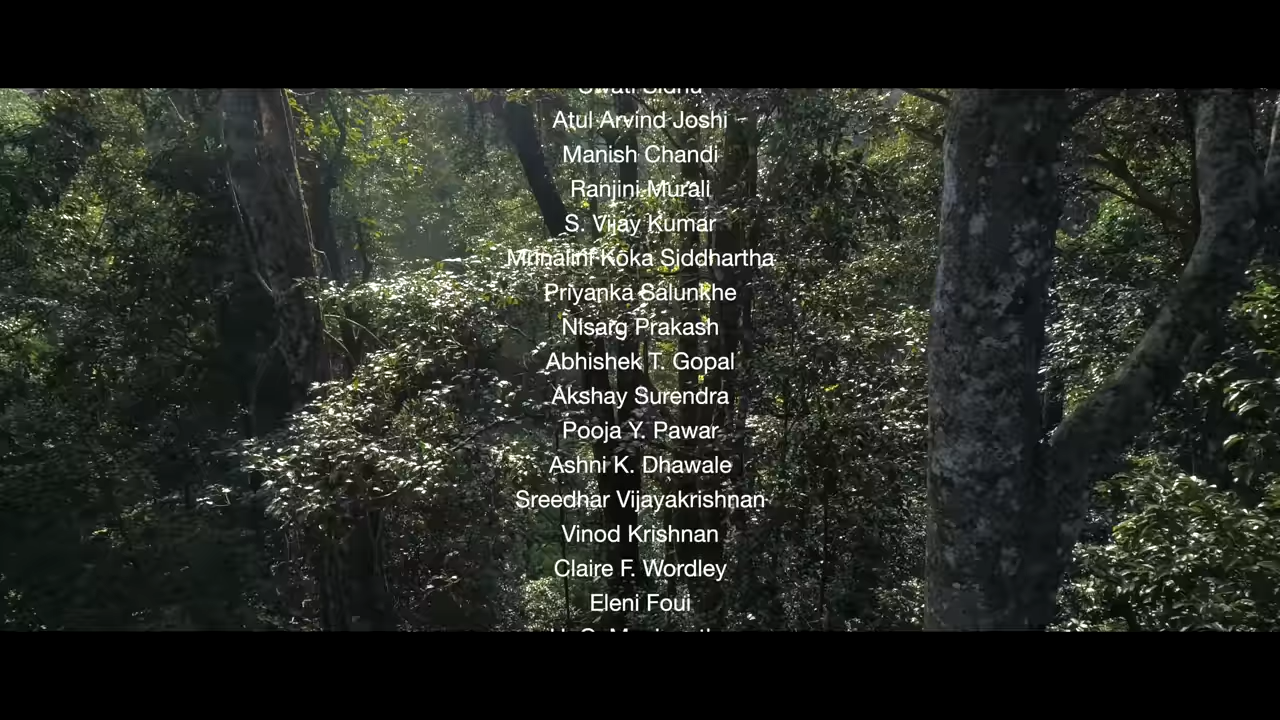 Atul Arvind Joshi
Manish Chandi
Ranjini Murali
S. Vijay Kumar
Mrinalini Koka Siddhartha
Priyanka Salunkhe
Nisarg Prakash
Abhishek T. Gopal
Akshay Surendra
Pooja Y. Pawar
Ashni K. Dhawale
Sreedhar Vijayakrishnan
Vinod Krishnan
Claire F. Wordley
Eleni Foui